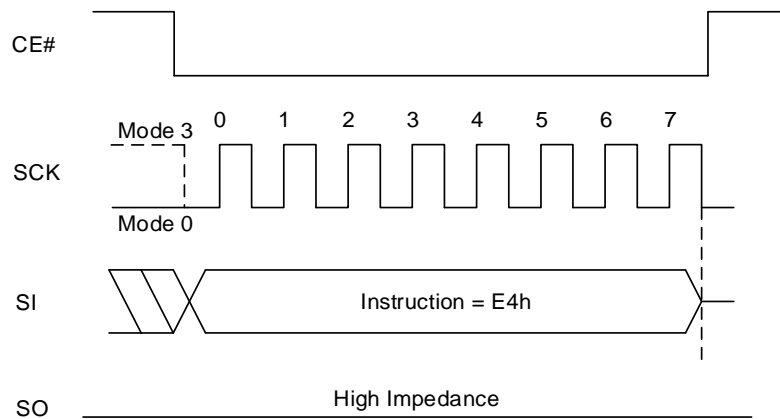 CE#
0 1 2 3 4 5 6 7
Mode 3
SCK
Mode 0
SI
Instruction = E4h
High Impedance
SO